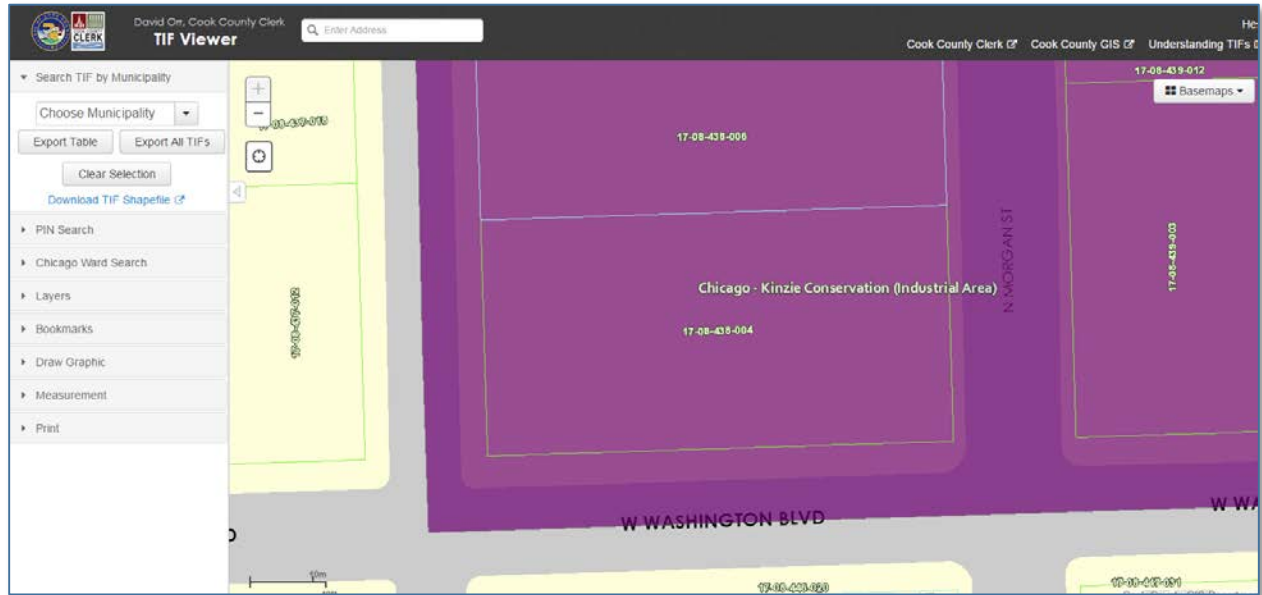 David Orr, Cook County Clerk
TIF Viewer
CLERK
Enter Address
Cook County Clerk
Cook County GIS
Understanding TIFs
Search TIF by Municipality
Choose Municipality
Export Table
Export All TIFs
Clear Selection
Download TIF Shapefile
PIN Search
Chicago Ward Search
Layers
Bookmarks
Draw Graphic
Measurement
Print
17-08-439-012
Basemaps
17-08-438-006
N MORGAN ST
17-08-439-003
Chicago - Kinzie Conservation (Industrial Area)
17-08-438-004
W WASHINGTON BLVD
W WA